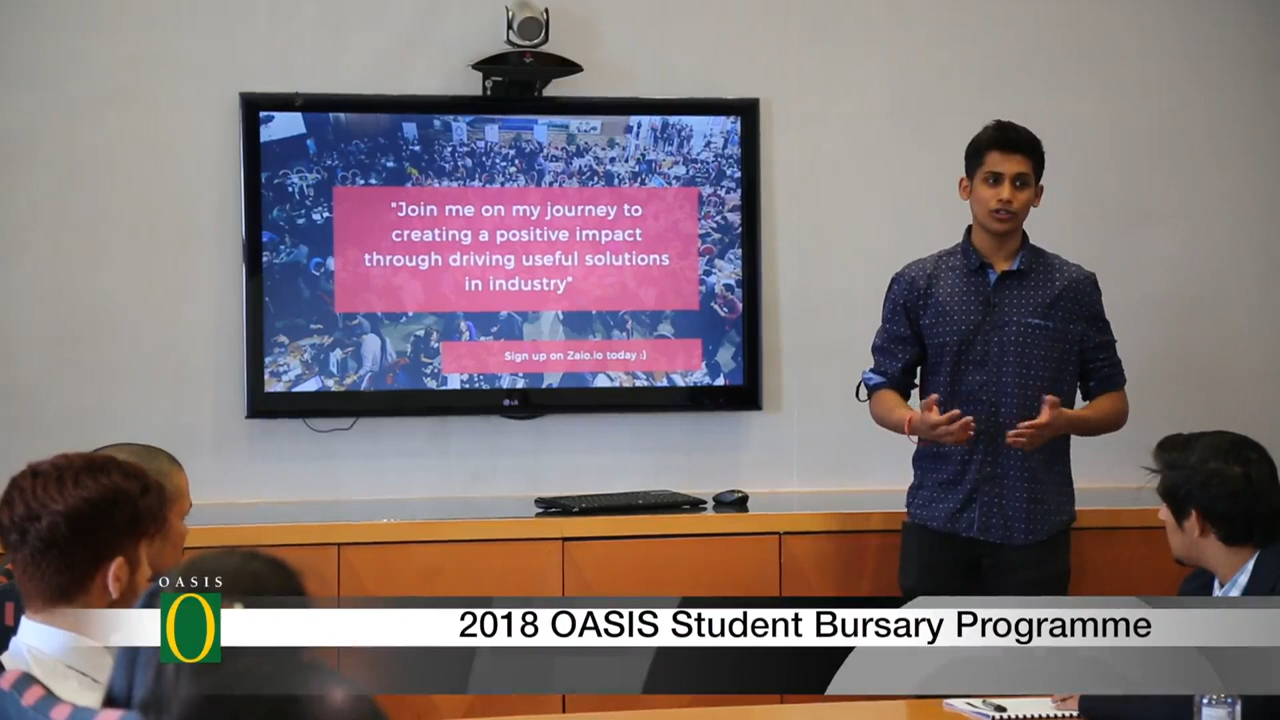 "Join me on my journey to
creating a positive impact
through driving useful solutions
in industry"
Sign up on Zaio.io today :)
LG
OASIS
O
2018 OASIS Student Bursary Programme